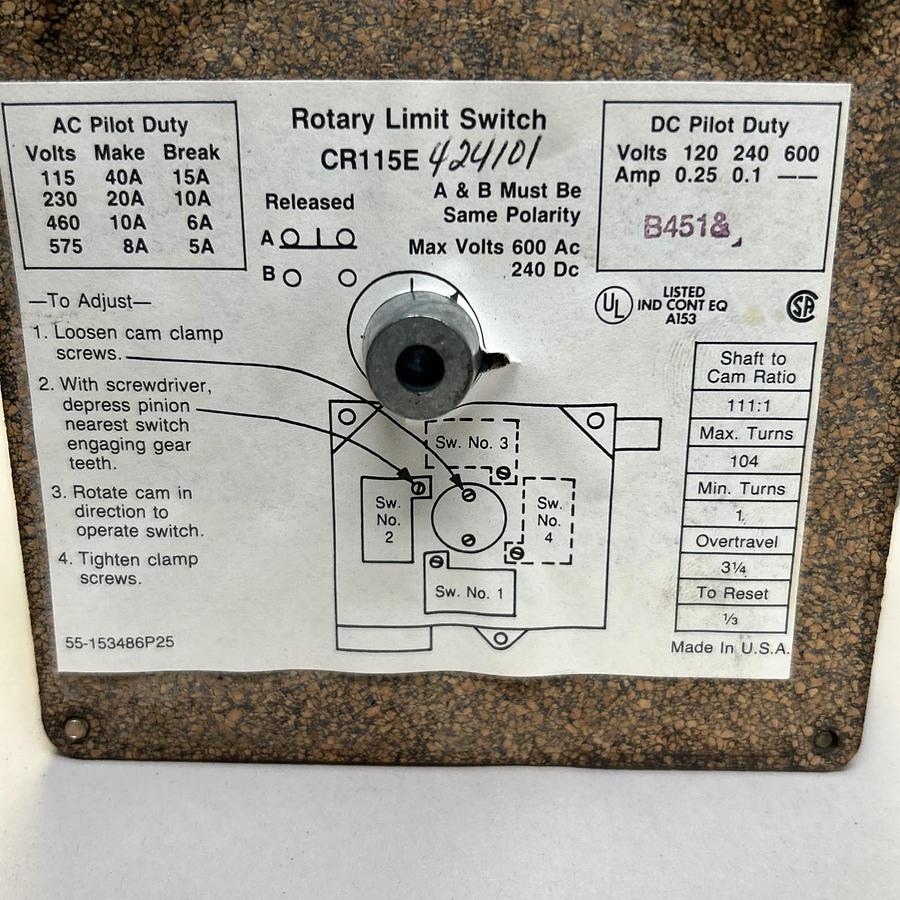 AC Pilot Duty
Volts Make Break
115 40A 15A
230 20A 10A
460 10A 6A
575 8A 5A
Rotary Limit Switch
CR115E 424101
A & B Must Be
Same Polarity
Released
A
B
Max Volts 600 Ac
240 Dc
DC Pilot Duty
Volts 120 240 600
Amp 0.25 0.1 ——
B4518
UL LISTED
IND CONT EQ
A153
SA
—To Adjust—
1. Loosen cam clamp
screws.
2. With screwdriver,
depress pinion
nearest switch
engaging gear
teeth.
3. Rotate cam in
direction to
operate switch.
4. Tighten clamp
screws.
55-153486P25
Sw. No. 3
Sw.
No.
2
Sw.
No.
4
Sw. No. 1
Shaft to
Cam Ratio
111:1
Max. Turns
104
Min. Turns
1
Overtravel
3¼
To Reset
⅓
Made In U.S.A.